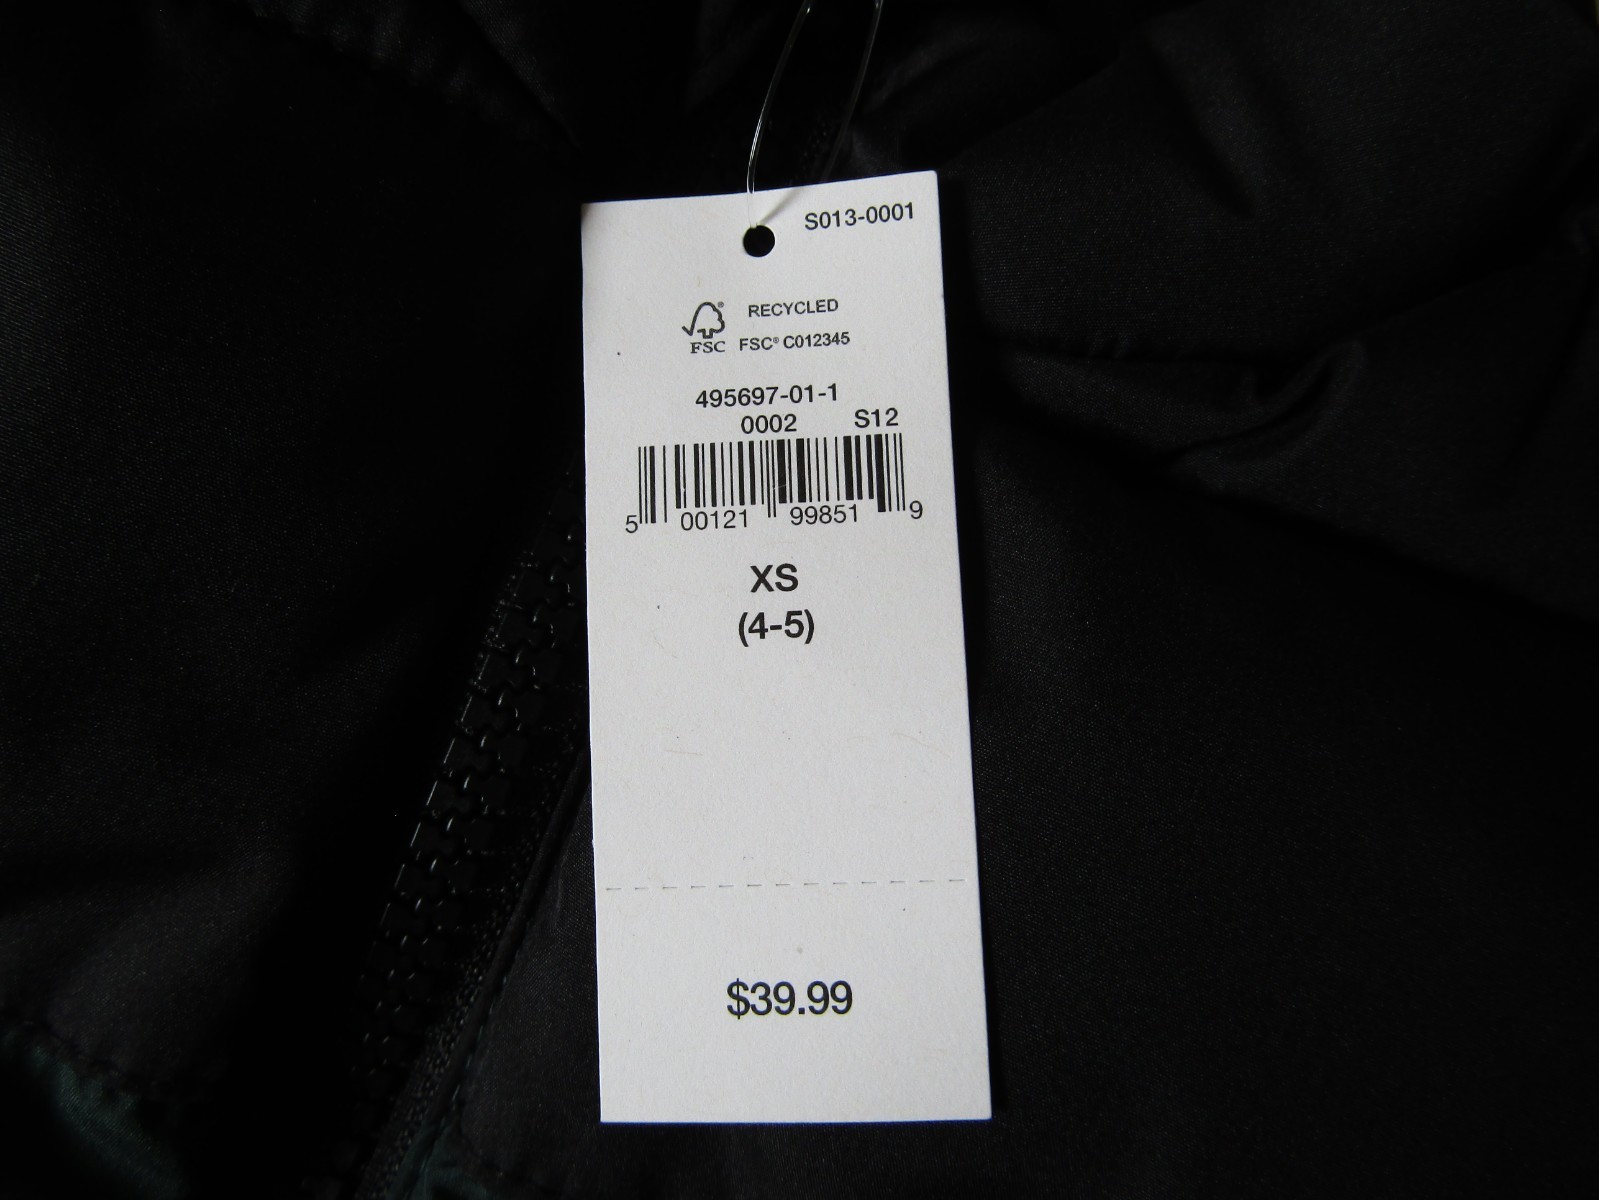 S013-0001
RECYCLED
FSC® FSC® C012345
495697-01-1
0002 S12
5 00121 99851 9
XS
(4-5)
$39.99